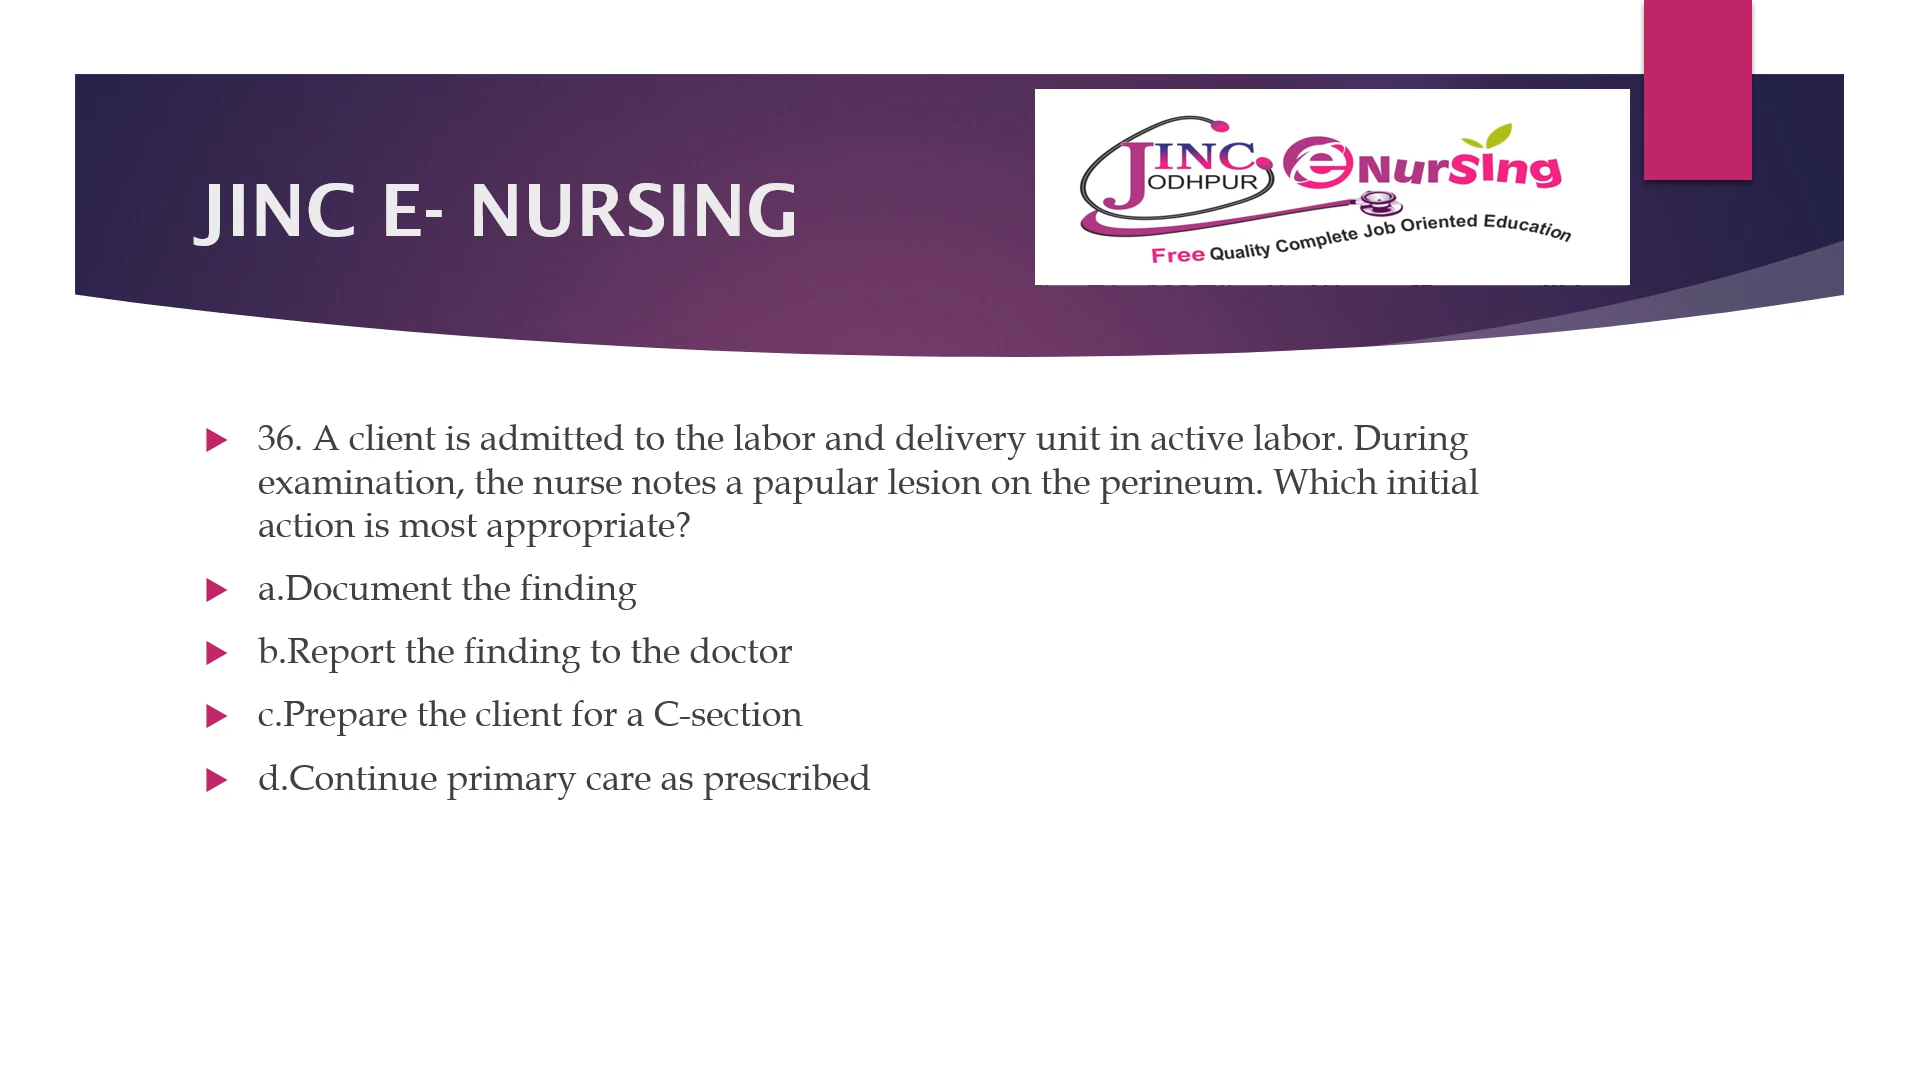 JINC E- NURSING
JINC e NurSIng
ODHPUR
Free Quality Complete Job Oriented Education
36. A client is admitted to the labor and delivery unit in active labor. During
examination, the nurse notes a papular lesion on the perineum. Which initial
action is most appropriate?
a.Document the finding
b.Report the finding to the doctor
c.Prepare the client for a C-section
d.Continue primary care as prescribed